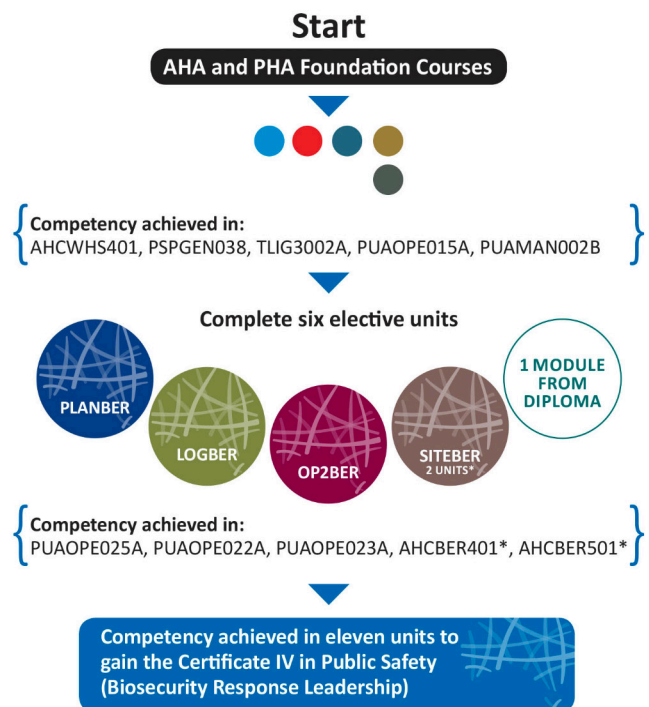 Start
AHA and PHA Foundation Courses
Competency achieved in:
AHCWHS401, PSPGEN038, TLIG3002A, PUAOPE015A, PUAMAN002B
Complete six elective units
PLANBER
LOGBER
OP2BER
SITEBER
2 UNITS*
1 MODULE
FROM
DIPLOMA
Competency achieved in:
PUAOPE025A, PUAOPE022A, PUAOPE023A, AHCBER401*, AHCBER501*
Competency achieved in eleven units to
gain the Certificate IV in Public Safety
(Biosecurity Response Leadership)